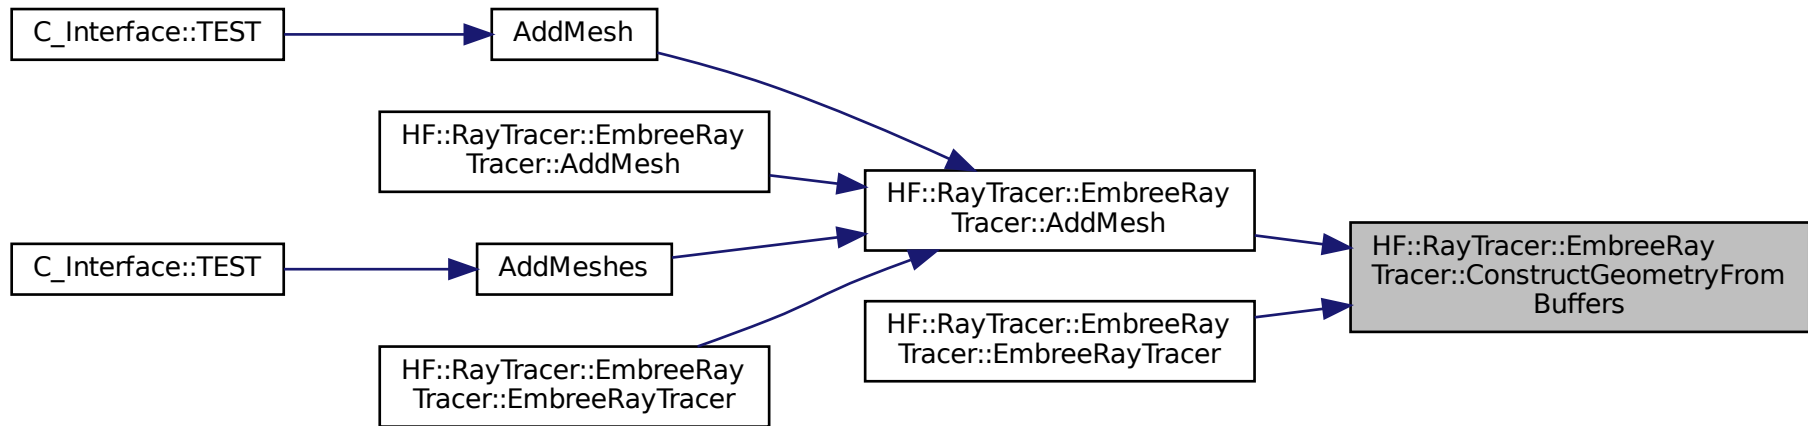 C_Interface::TEST
AddMesh
HF::RayTracer::EmbreeRay
Tracer::AddMesh
HF::RayTracer::EmbreeRay
Tracer::AddMesh
HF::RayTracer::EmbreeRay
Tracer::ConstructGeometryFrom
Buffers
C_Interface::TEST
AddMeshes
HF::RayTracer::EmbreeRay
Tracer::EmbreeRayTracer
HF::RayTracer::EmbreeRay
Tracer::EmbreeRayTracer